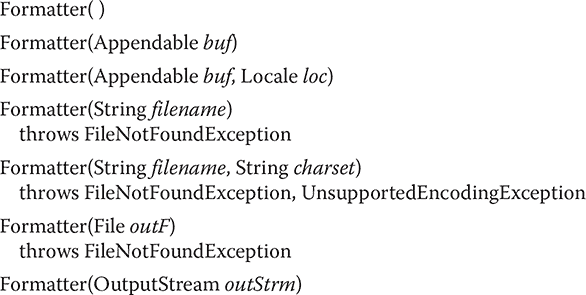 Formatter( )
Formatter(Appendable buf)
Formatter(Appendable buf, Locale loc)
Formatter(String filename)
throws FileNotFoundException
Formatter(String filename, String charset)
throws FileNotFoundException, UnsupportedEncodingException
Formatter(File outF)
throws FileNotFoundException
Formatter(OutputStream outStrm)